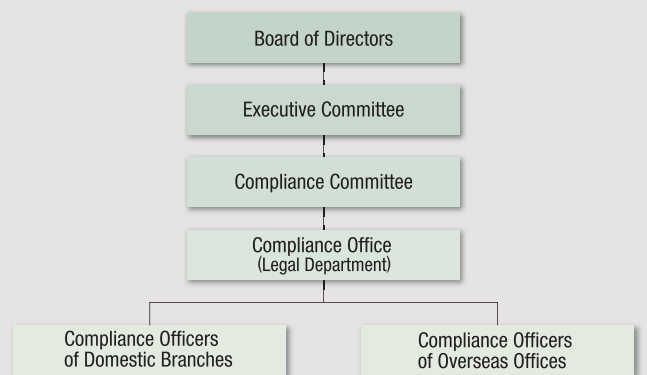 Board of Directors
Executive Committee
Compliance Committee
Compliance Office
(Legal Department)
Compliance Officers
of Domestic Branches
Compliance Officers
of Overseas Offices